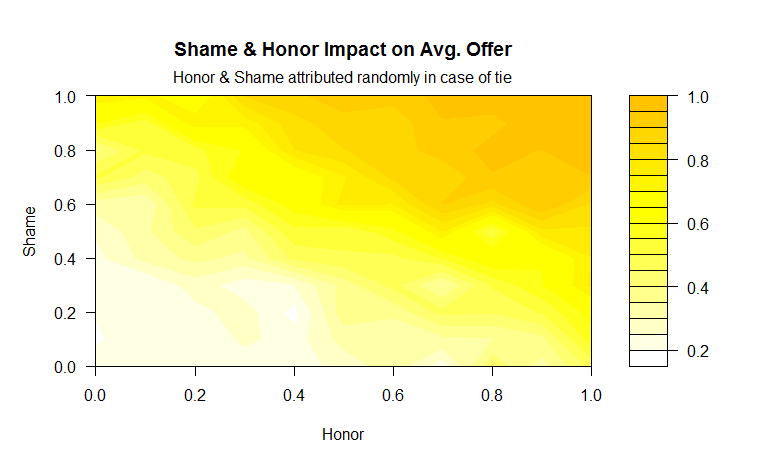 Shame & Honor Impact on Avg. Offer
Honor & Shame attributed randomly in case of tie
1.0
0.8
0.6
0.4
0.2
0.0
Shame
0.0 0.2 0.4 0.6 0.8 1.0
Honor
1.0
0.8
0.6
0.4
0.2